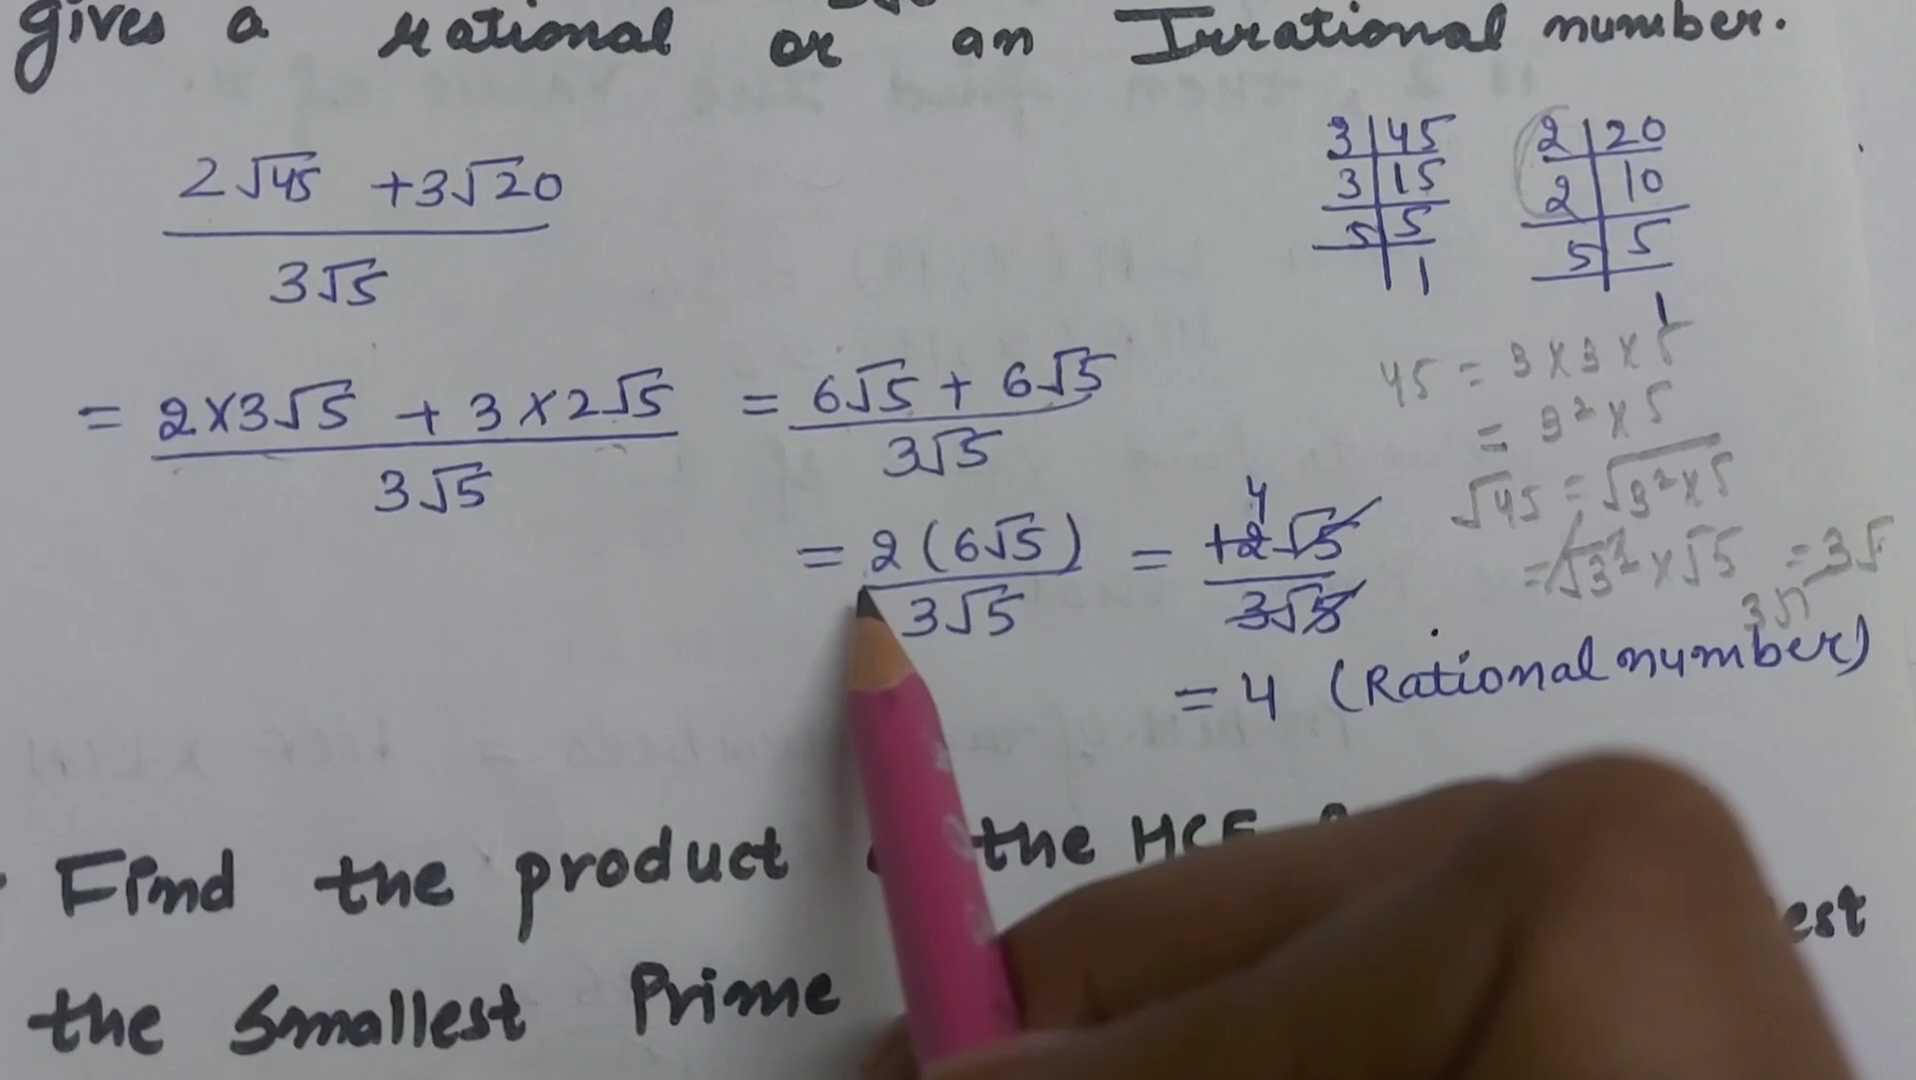 gives a rational or an Irrational number.
2√45 + 3√20
3√5
3|45
3|15
5|5
|1
2|20
2|10
5|5
1
= 2×3√5 + 3×2√5
3√5
= 6√5 + 6√5
3√5
45 = 3×3×5
= 3²×5
√45 = √3²×5
= √3² × √5 = 3√
3√
= 2(6√5)
3√5
= 12√5
4
3√5
= 4 (Rational number)
Find the product the HCF
est
the smallest Prime